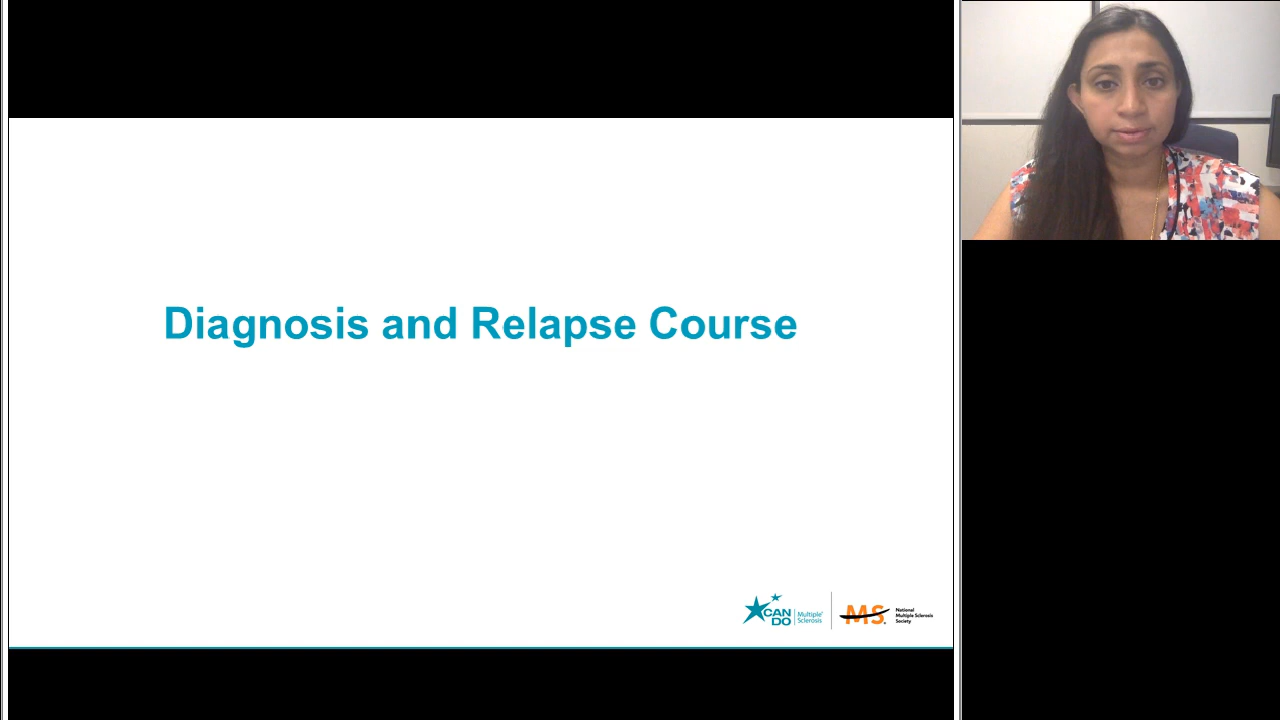 Diagnosis and Relapse Course
CAN DO
Multiple
Sclerosis
MS
National
Multiple Sclerosis
Society